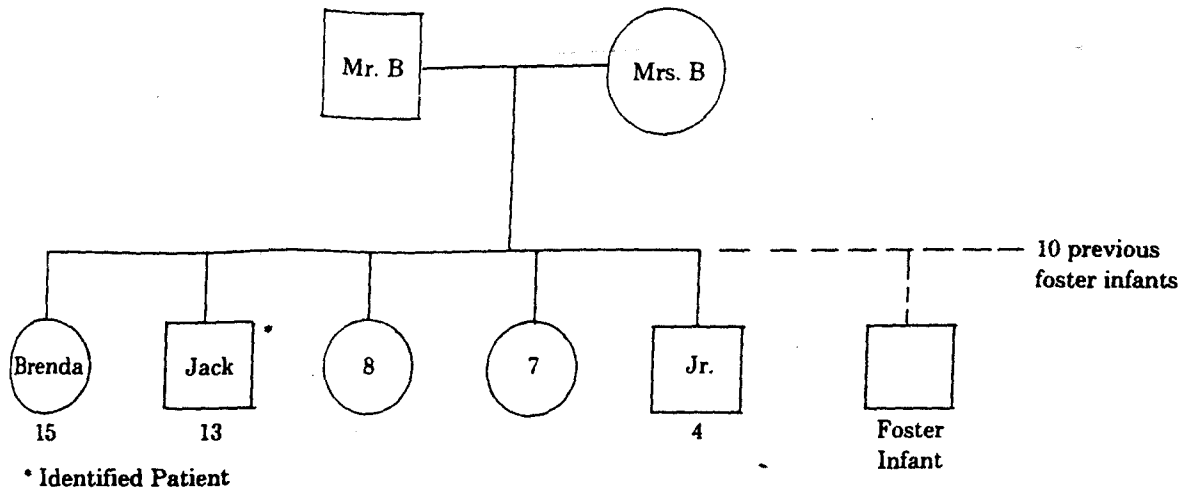 Mr. B
Mrs. B
10 previous
foster infants
Brenda
Jack
*
8
7
Jr.
15
13
4
Foster
Infant
* Identified Patient